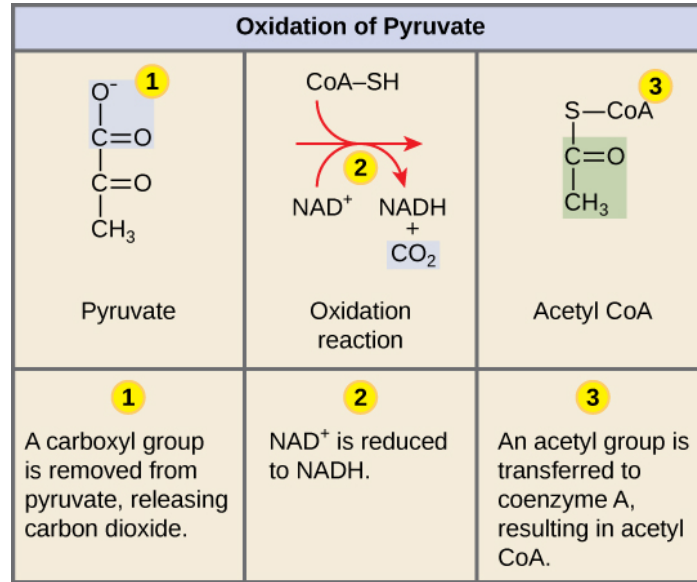 Oxidation of Pyruvate
1
O⁻
C=O
C=O
CH₃
Pyruvate
CoA–SH
2
NAD⁺ NADH
+
CO₂
Oxidation
reaction
3
S—CoA
C=O
CH₃
Acetyl CoA
1
A carboxyl group
is removed from
pyruvate, releasing
carbon dioxide.
2
NAD⁺ is reduced
to NADH.
3
An acetyl group is
transferred to
coenzyme A,
resulting in acetyl
CoA.